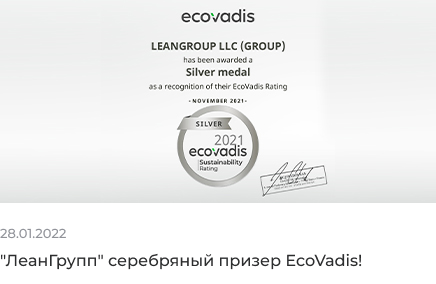 ecovadis
LEANGROUP LLC (GROUP)
has been awarded a
Silver medal
as a recognition of their EcoVadis Rating
- NOVEMBER 2021-
SILVER
2021
ecovadis
Sustainability
Rating
28.01.2022
"ЛеанГрупп" серебряный призер EcoVadis!